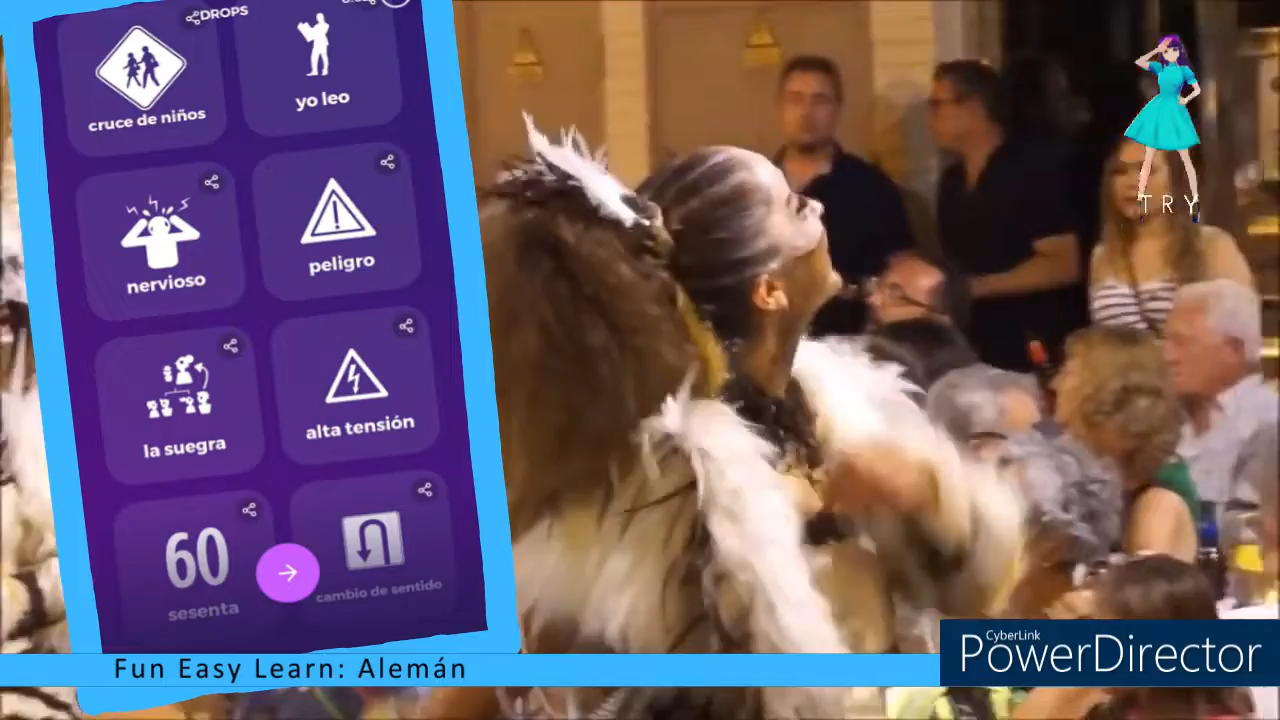 DROPS
cruce de niños
yo leo
nervioso
peligro
la suegra
alta tensión
60
sesenta
cambio de sentido
TRY
Fun Easy Learn: Alemán
CyberLink
PowerDirector